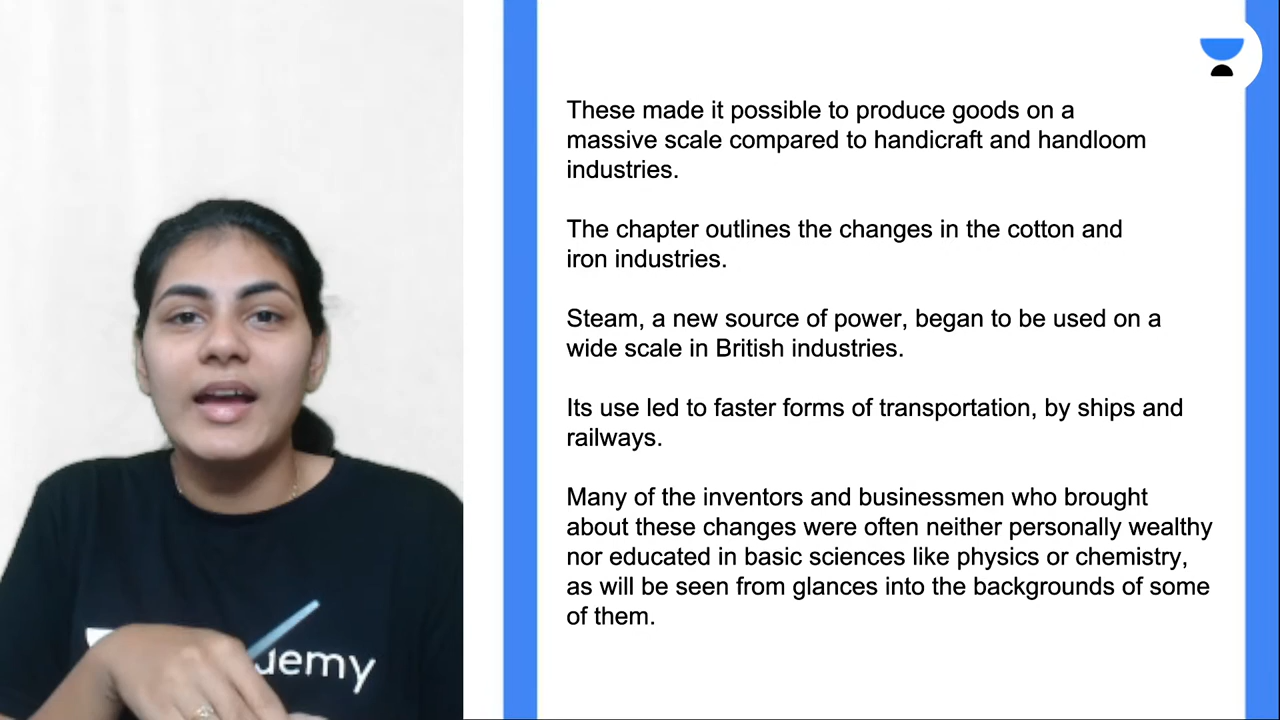 These made it possible to produce goods on a
massive scale compared to handicraft and handloom
industries.
The chapter outlines the changes in the cotton and
iron industries.
Steam, a new source of power, began to be used on a
wide scale in British industries.
Its use led to faster forms of transportation, by ships and
railways.
Many of the inventors and businessmen who brought
about these changes were often neither personally wealthy
nor educated in basic sciences like physics or chemistry,
as will be seen from glances into the backgrounds of some
of them.